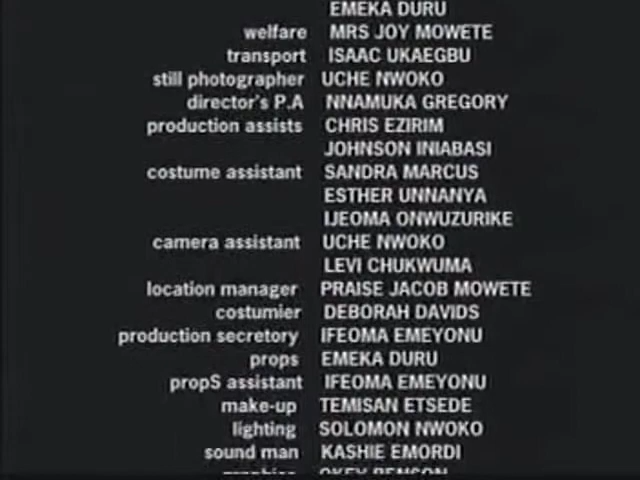 EMEKA DURU
welfare MRS JOY MOWETE
transport ISAAC UKAEGBU
still photographer UCHE NWOKO
director's P.A NNAMUKA GREGORY
production assists CHRIS EZIRIM
JOHNSON INIABASI
costume assistant SANDRA MARCUS
ESTHER UNNANYA
IJEOMA ONWUZURIKE
camera assistant UCHE NWOKO
LEVI CHUKWUMA
location manager PRAISE JACOB MOWETE
costumier DEBORAH DAVIDS
production secretory IFEOMA EMEYONU
props EMEKA DURU
propS assistant IFEOMA EMEYONU
make-up TEMISAN ETSEDE
lighting SOLOMON NWOKO
sound man KASHIE EMORDI
graphics OKEY BENSON